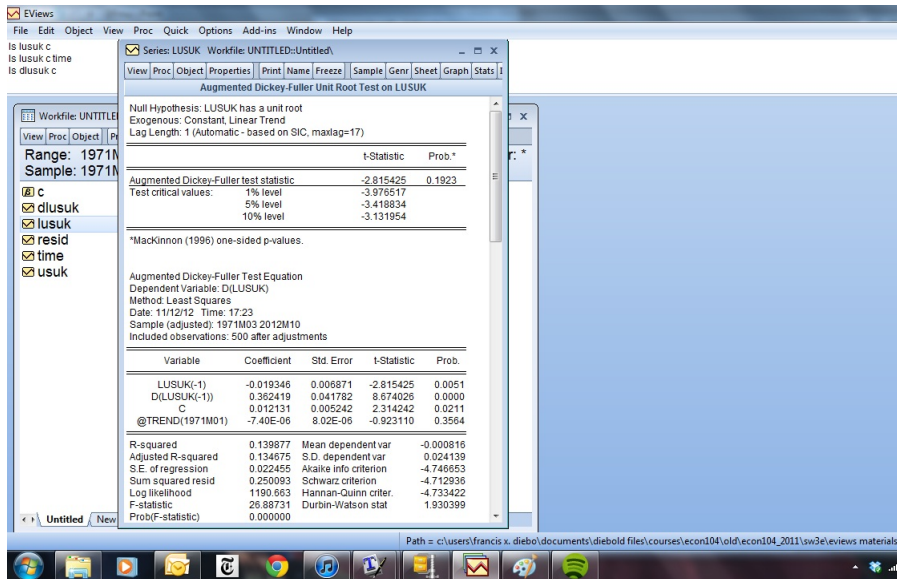 EViews
File Edit Object View Proc Quick Options Add-ins Window Help
ls lusuk c
ls lusuk c time
ls dlusuk c
Series: LUSUK Workfile: UNTITLED::Untitled\
View Proc Object Properties Print Name Freeze Sample Genr Sheet Graph Stats
Augmented Dickey-Fuller Unit Root Test on LUSUK
Null Hypothesis: LUSUK has a unit root
Exogenous: Constant, Linear Trend
Lag Length: 1 (Automatic - based on SIC, maxlag=17)
t-Statistic Prob.*
Augmented Dickey-Fuller test statistic -2.815425 0.1923
Test critical values: 1% level -3.976517
5% level -3.418834
10% level -3.131954
*MacKinnon (1996) one-sided p-values.
Augmented Dickey-Fuller Test Equation
Dependent Variable: D(LUSUK)
Method: Least Squares
Date: 11/12/12 Time: 17:23
Sample (adjusted): 1971M03 2012M10
Included observations: 500 after adjustments
Variable Coefficient Std. Error t-Statistic Prob.
LUSUK(-1) -0.019346 0.006871 -2.815425 0.0051
D(LUSUK(-1)) 0.362419 0.041782 8.674026 0.0000
C 0.012131 0.005242 2.314242 0.0211
@TREND(1971M01) -7.40E-06 8.02E-06 -0.923110 0.3564
R-squared 0.139877 Mean dependent var -0.000816
Adjusted R-squared 0.134675 S.D. dependent var 0.024139
S.E. of regression 0.022455 Akaike info criterion -4.746653
Sum squared resid 0.250093 Schwarz criterion -4.712936
Log likelihood 1190.663 Hannan-Quinn criter. -4.733422
F-statistic 26.88731 Durbin-Watson stat 1.930399
Prob(F-statistic) 0.000000
Workfile: UNTITLE
View Proc Object
Range: 1971M
Sample: 1971M
r: *
c
dlusuk
lusuk
resid
time
usuk
Untitled New
Path = c:\users\francis x. diebo\documents\diebold files\courses\econ104\old\econ104_2011\sw3e\eviews materials